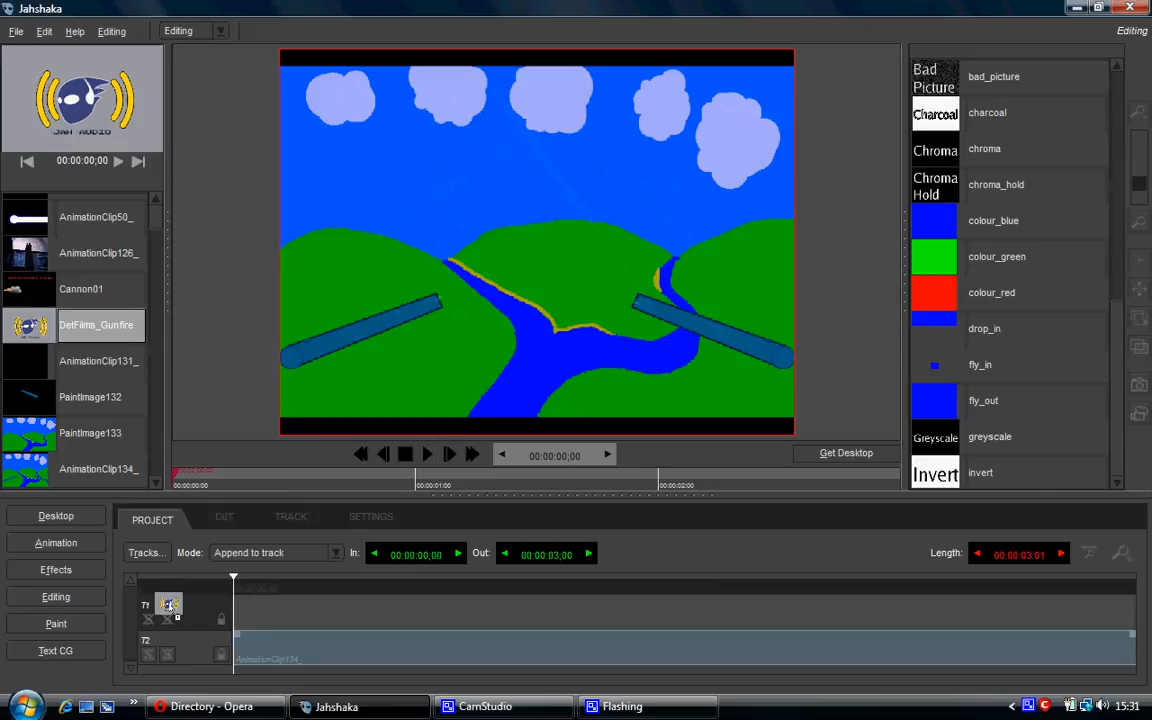 Jahshaka
File Edit Help Editing
Editing
Editing
JAH AUDIO
00:00:00;00
AnimationClip50_
AnimationClip126_
Cannon01
DetFilms_Gunfire
AnimationClip131_
PaintImage132
PaintImage133
AnimationClip134_
Bad Picture bad_picture
Charcoal charcoal
Chroma chroma
Chroma Hold chroma_hold
colour_blue
colour_green
colour_red
drop_in
fly_in
fly_out
Greyscale greyscale
Invert invert
00:00:00;00
Get Desktop
00:00:00:00 00:00:01:00 00:00:02:00
Desktop
Animation
Effects
Editing
Paint
Text CG
PROJECT CUT TRACK SETTINGS
Tracks... Mode: Append to track In: 00:00:00;00 Out: 00:00:03;00 Length: 00:00:03:01
T1
T2
AnimationClip134_
Directory - Opera Jahshaka CamStudio Flashing 15:31